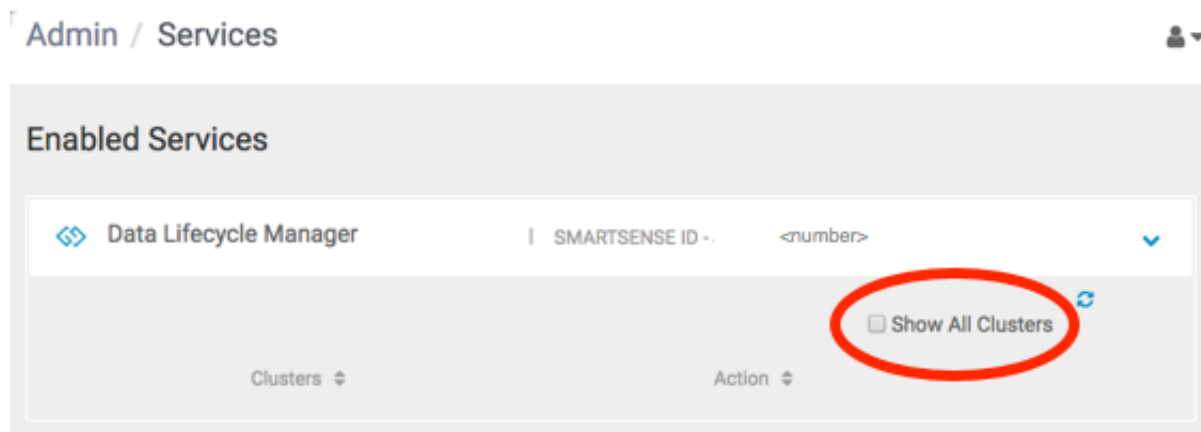 Admin / Services
Enabled Services
Data Lifecycle Manager | SMARTSENSE ID - <number>
Show All Clusters
Clusters Action